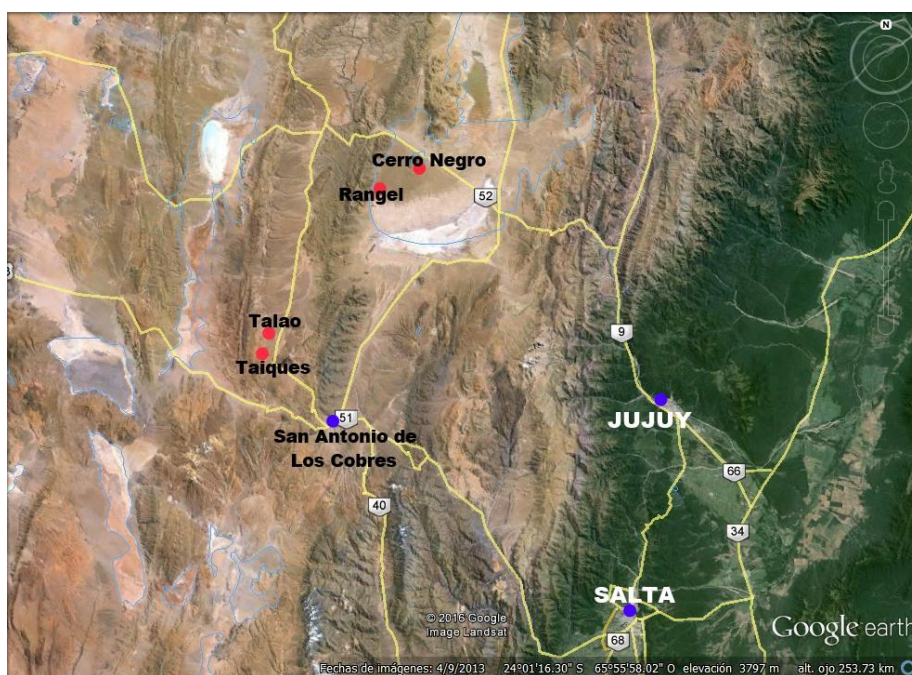 N
Cerro Negro
Rangel
52
Talao
Taiques
9
51
San Antonio de
Los Cobres
JUJUY
66
40
34
SALTA
68
© 2016 Google
Image Landsat
Google earth
Fechas de imágenes: 4/9/2013 24°01'16.30" S 65°55'58.02" O elevación 3797 m alt. ojo 253.73 km